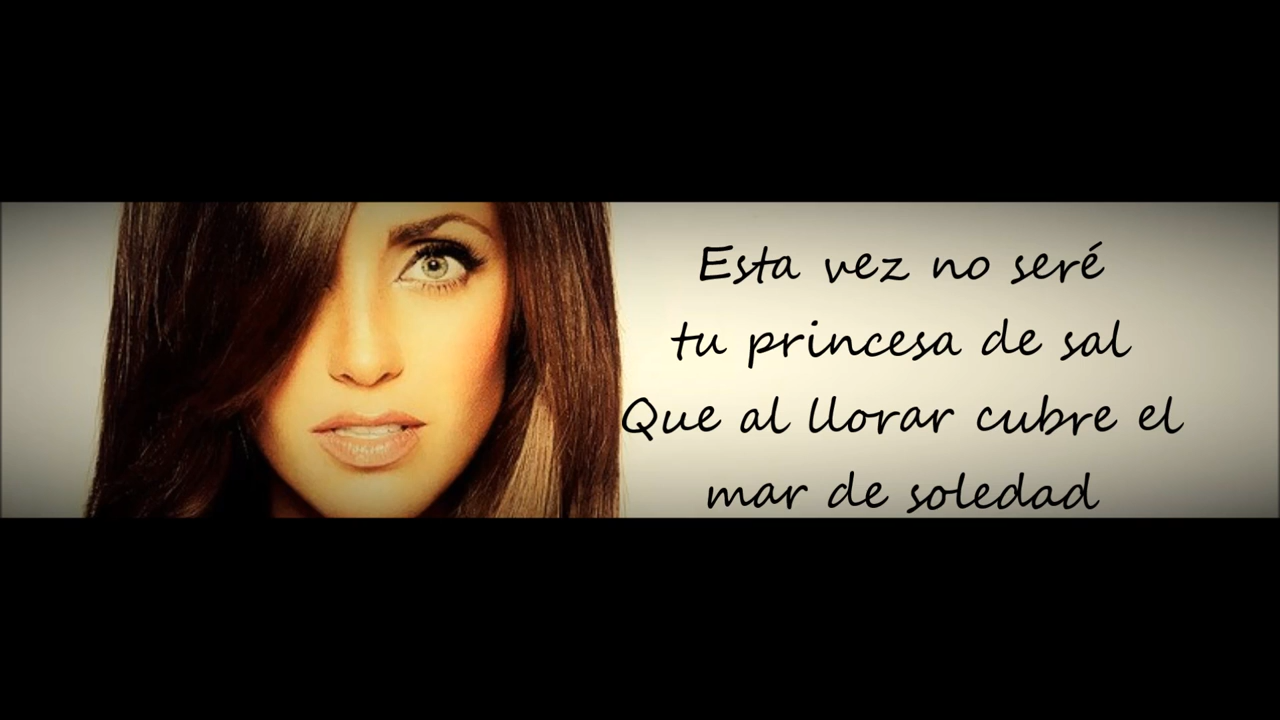 Esta vez no seré
tu princesa de sal
Que al llorar cubre el
mar de soledad